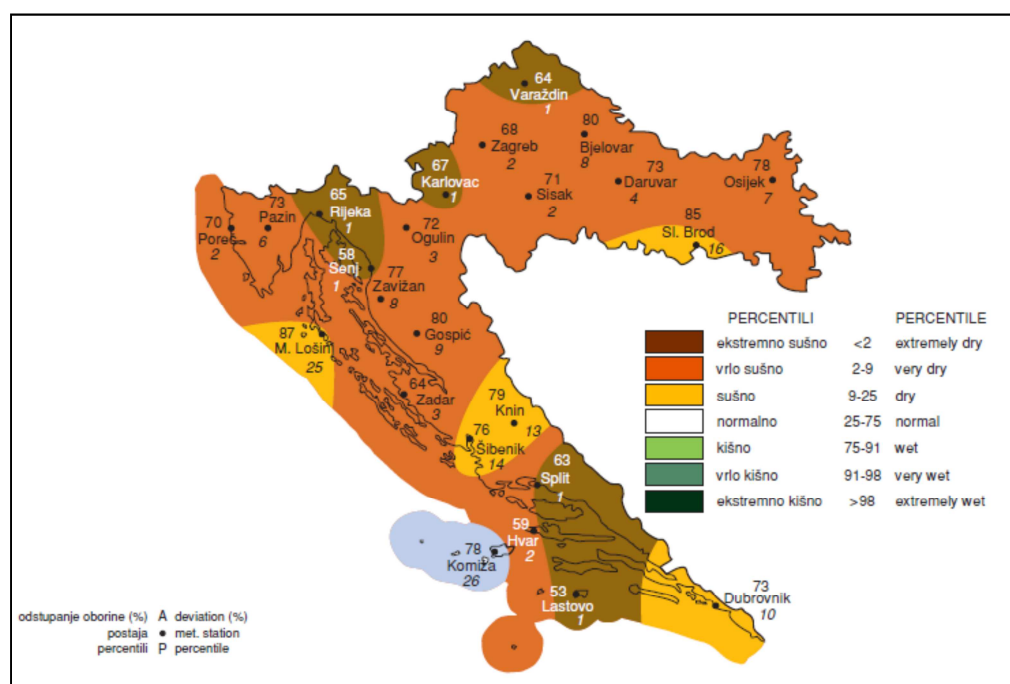 64
Varaždin
1
68
Zagreb
2
80
Bjelovar
8
67
Karlovac
1
71
Sisak
2
73
Daruvar
4
78
Osijek
7
85
Sl. Brod
16
65
Rijeka
1
73
Pazin
6
70
Poreč
2
72
Ogulin
3
58
Senj
1
77
Zavižan
8
80
Gospić
9
87
M. Lošinj
25
64
Zadar
3
79
Knin
13
76
Šibenik
14
63
Split
1
59
Hvar
2
78
Komiža
26
53
Lastovo
1
73
Dubrovnik
10
PERCENTILI PERCENTILE
ekstremno sušno <2 extremely dry
vrlo sušno 2-9 very dry
sušno 9-25 dry
normalno 25-75 normal
kišno 75-91 wet
vrlo kišno 91-98 very wet
ekstremno kišno >98 extremely wet
odstupanje oborine (%) A deviation (%)
postaja ● met. station
percentili P percentile